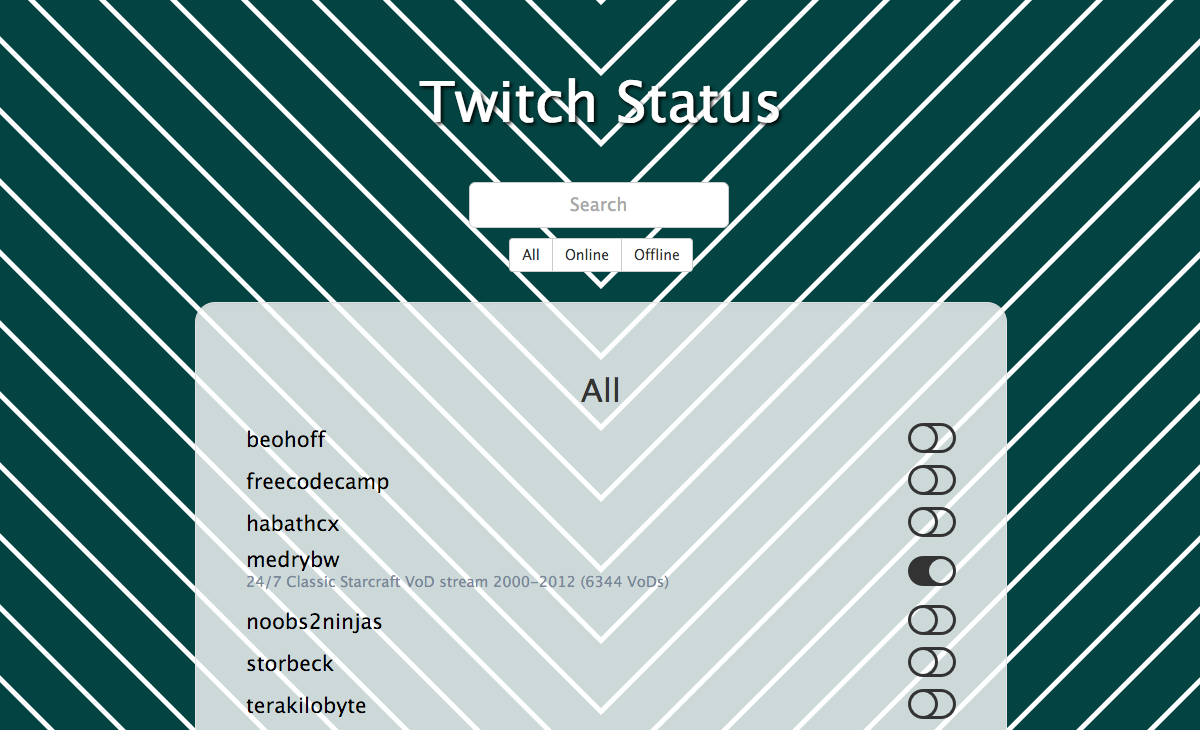 Twitch Status
Search
All Online Offline
All
beohoff
freecodecamp
habathcx
medrybw
24/7 Classic Starcraft VoD stream 2000-2012 (6344 VoDs)
noobs2ninjas
storbeck
terakilobyte